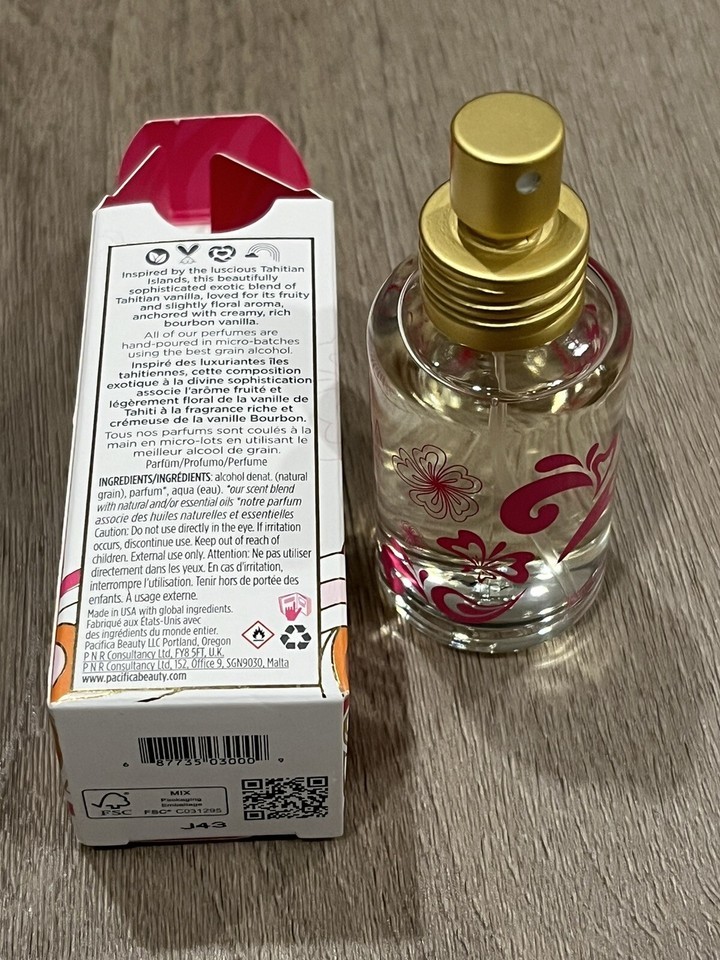 Inspired by the luscious Tahitian
Islands, this beautifully
sophisticated exotic blend of
Tahitian vanilla, loved for its fruity
and slightly floral aroma,
anchored with creamy, rich
bourbon vanilla.
All of our perfumes are
hand-poured in micro-batches
using the best grain alcohol.
Inspiré des luxuriantes îles
tahitiennes, cette composition
exotique à la divine sophistication
associe l'arôme fruité et
légèrement floral de la vanille de
Tahiti à la fragrance riche et
crémeuse de la vanille Bourbon.
Tous nos parfums sont coulés à la
main en micro-lots en utilisant le
meilleur alcool de grain.
Parfüm/Profumo/Perfume
INGREDIENTS/INGRÉDIENTS: alcohol denat. (natural
grain), parfum*, aqua (eau). *our scent blend
with natural and/or essential oils *notre parfum
associe des huiles naturelles et essentielles
Caution: Do not use directly in the eye. If irritation
occurs, discontinue use. Keep out of reach of
children. External use only. Attention: Ne pas utiliser
directement dans les yeux. En cas d'irritation,
interrompre l'utilisation. Tenir hors de portée des
enfants. À usage externe.
Made in USA with global ingredients.
Fabriqué aux États-Unis avec
des ingrédients du monde entier.
Pacifica Beauty LLC Portland, Oregon
P N R Consultancy Ltd, FY8 5FT, U.K.
P N R Consultancy Ltd, 152, Office 9, SGN9030, Malta
www.pacificabeauty.com
6 87735 03000 9
FSC
MIX
Packaging
Emballage
FSC® C031295
J43